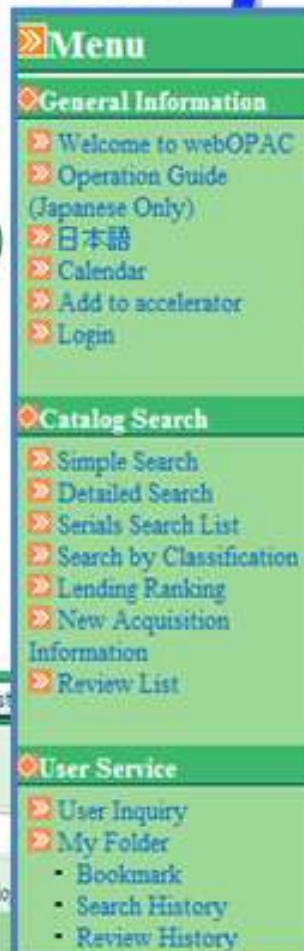 Menu
General Information
Welcome to webOPAC
Operation Guide
(Japanese Only)
日本語
Calendar
Add to accelerator
Login
Catalog Search
Simple Search
Detailed Search
Serials Search List
Search by Classification
Lending Ranking
New Acquisition
Information
Review List
User Service
User Inquiry
My Folder
Bookmark
Search History
Review History